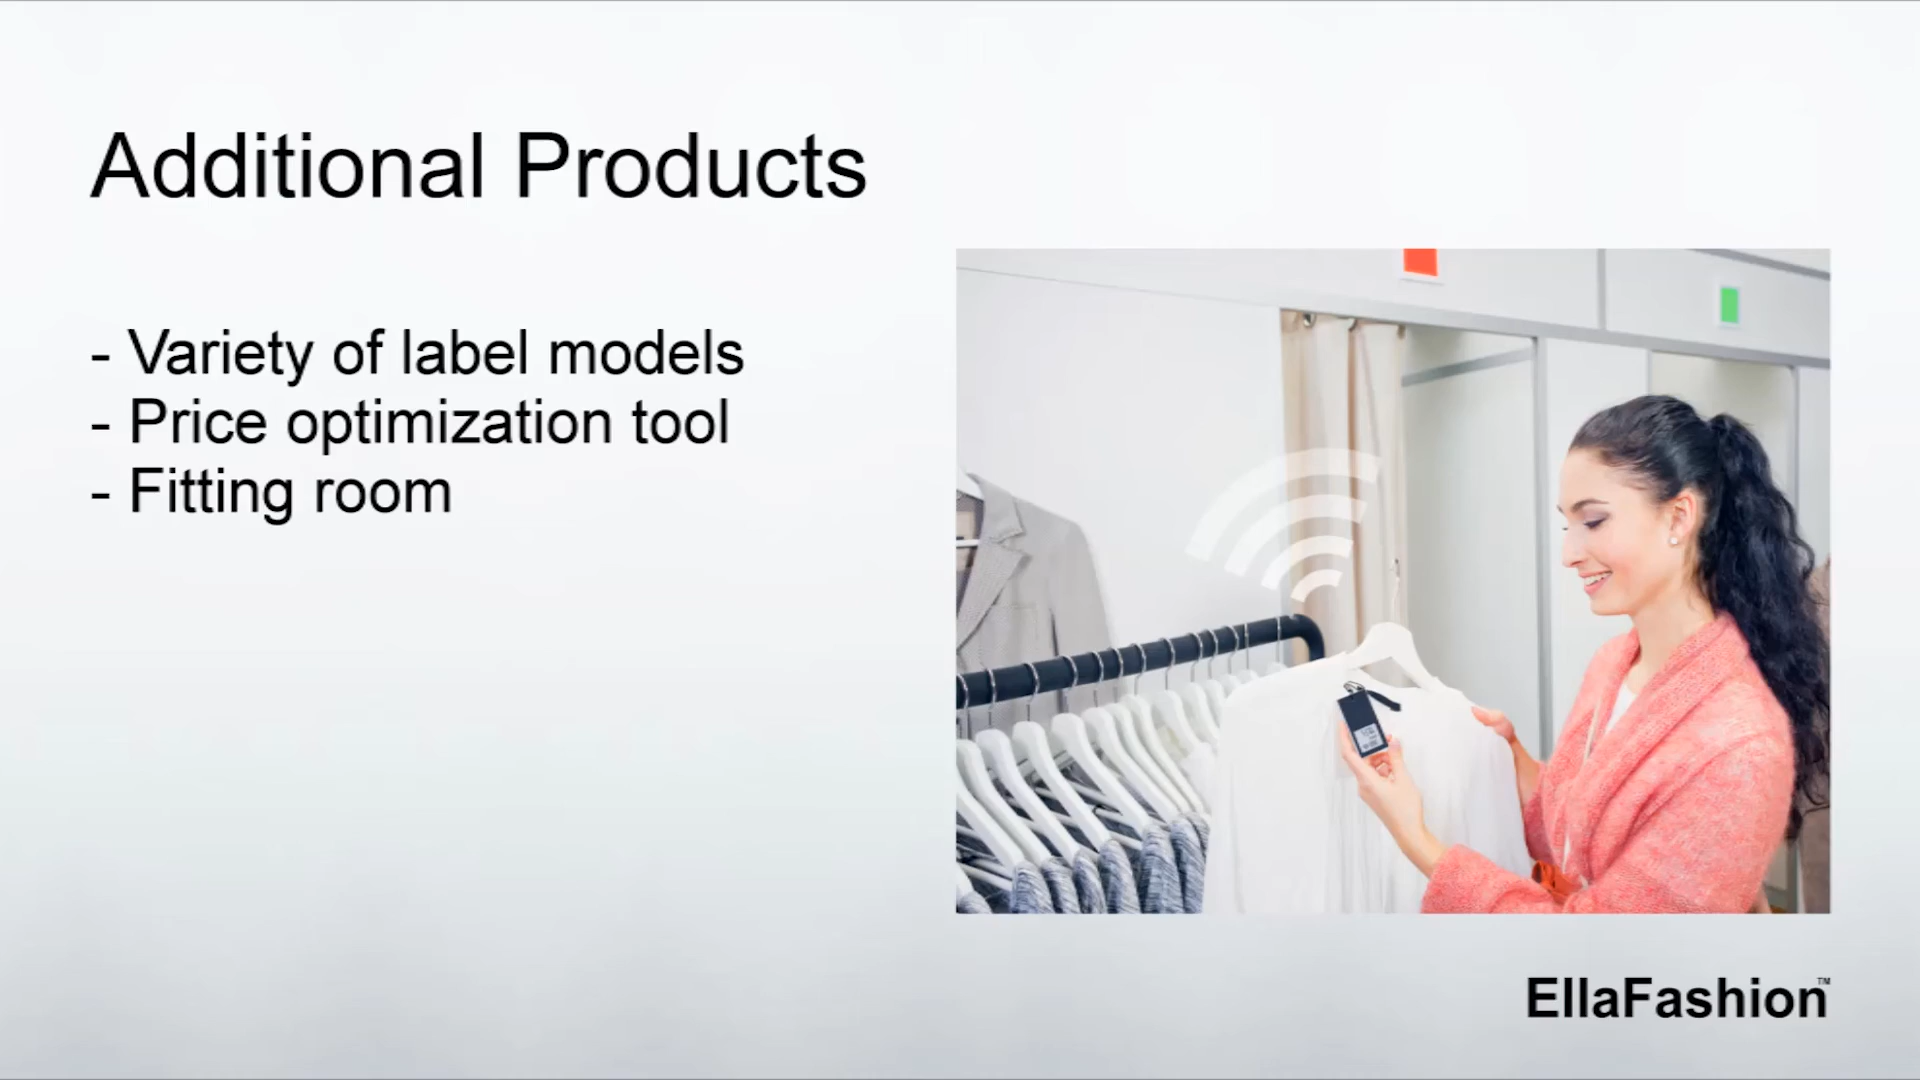 Additional Products
- Variety of label models
- Price optimization tool
- Fitting room
EllaFashion™